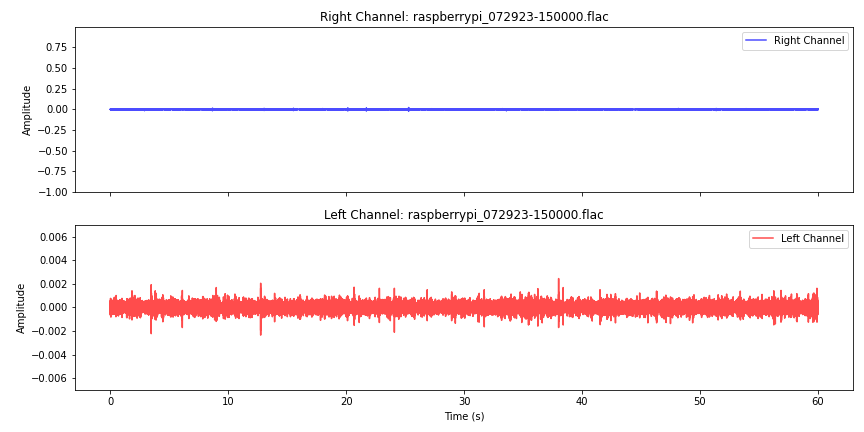 Right Channel: raspberrypi_072923-150000.flac
Right Channel
Amplitude
0.75
0.50
0.25
0.00
−0.25
−0.50
−0.75
−1.00
Left Channel: raspberrypi_072923-150000.flac
Left Channel
Amplitude
0.006
0.004
0.002
0.000
−0.002
−0.004
−0.006
0 10 20 30 40 50 60
Time (s)